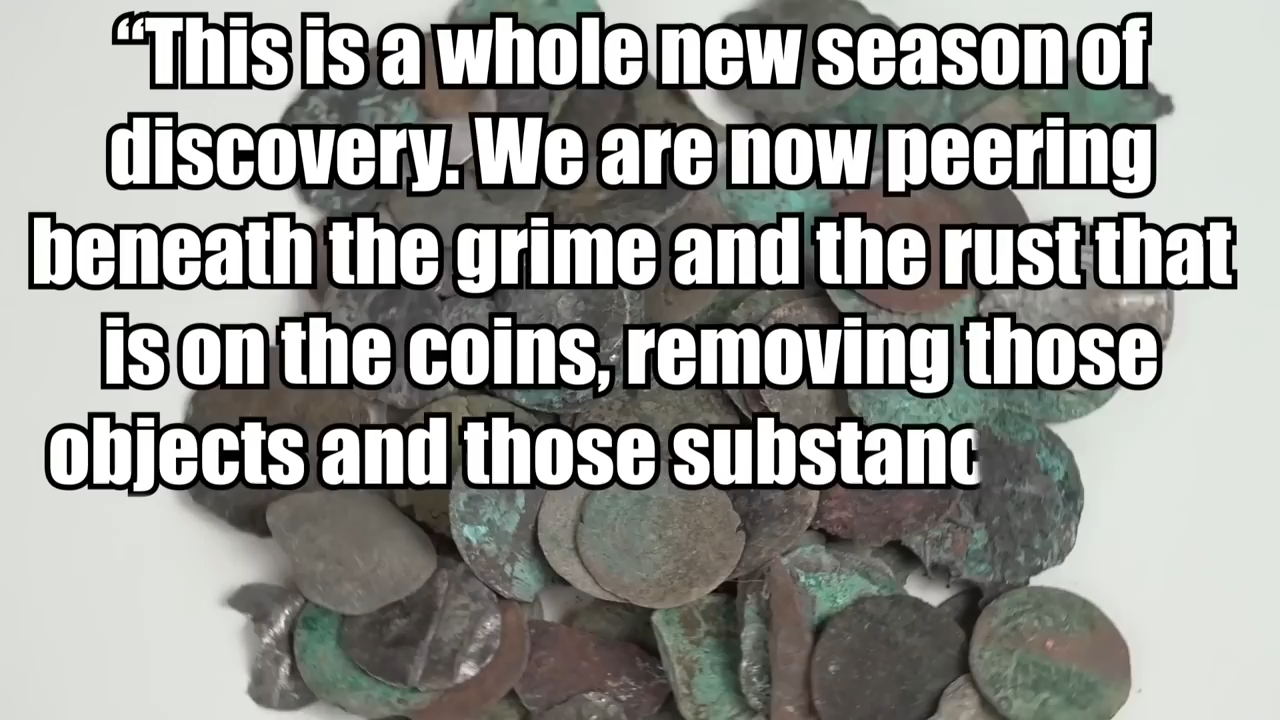 “This is a whole new season of
discovery. We are now peering
beneath the grime and the rust that
is on the coins, removing those
objects and those substanc